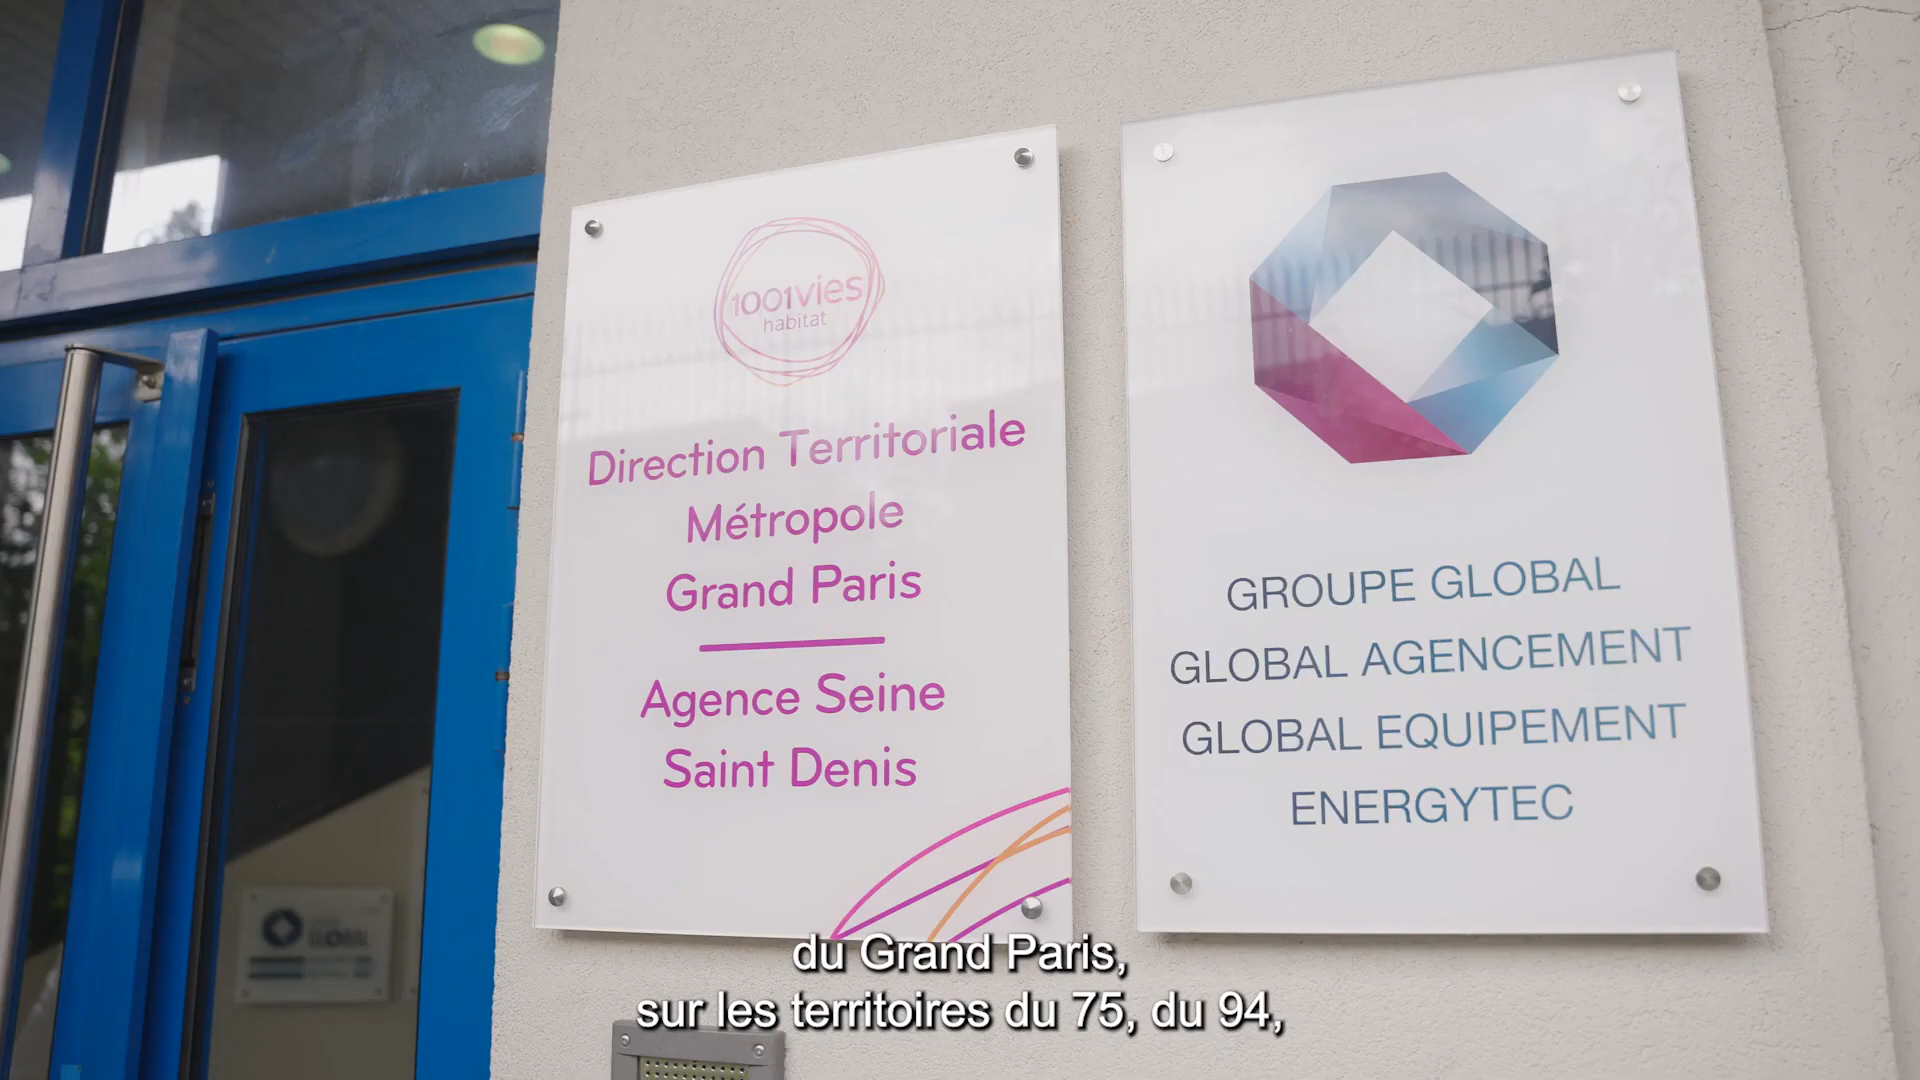 1001vies
habitat
Direction Territoriale
Métropole
Grand Paris
Agence Seine
Saint Denis
GROUPE GLOBAL
GLOBAL AGENCEMENT
GLOBAL EQUIPEMENT
ENERGYTEC
GLOBAL
du Grand Paris,
sur les territoires du 75, du 94,